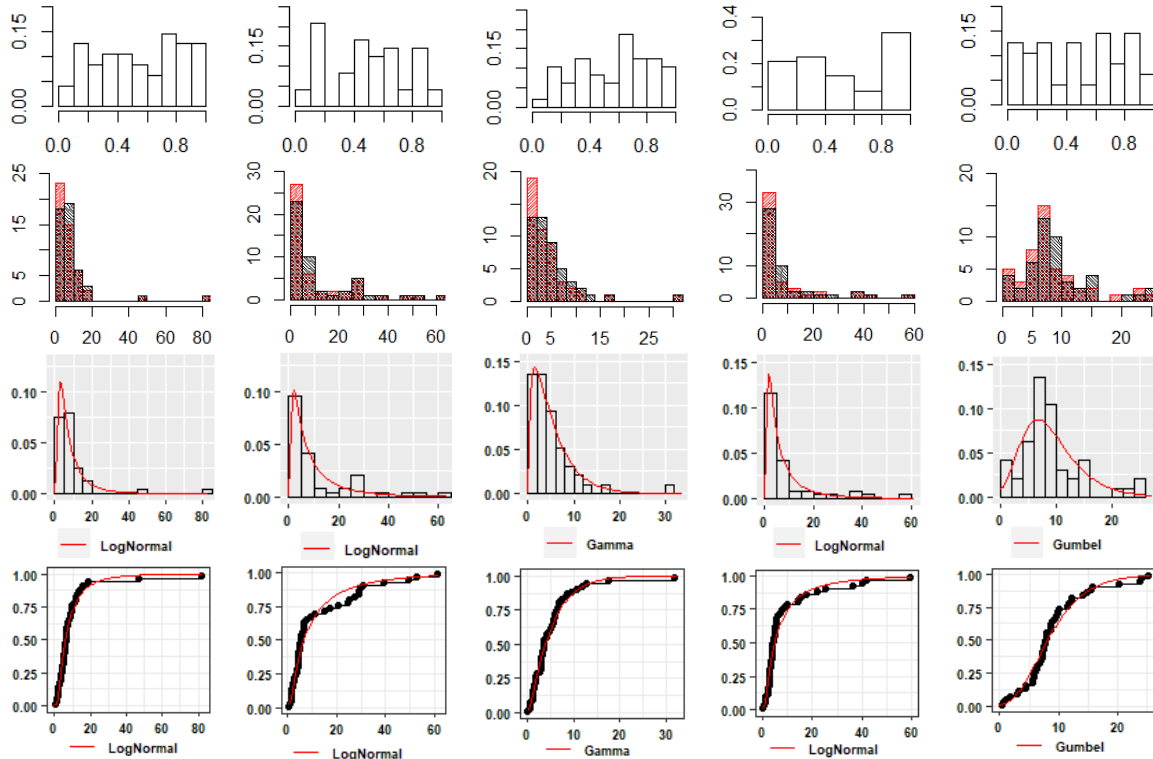 0.15 0.15 0.15 0.4 0.15
0.2
0.00 0.00 0.00 0.0 0.00
0.0 0.4 0.8 0.0 0.4 0.8 0.0 0.4 0.8 0.0 0.4 0.8 0.0 0.4 0.8
25 30 20 30 20
15 20 15 15
10 10 10
5 10 5 10 5
0 0 0 0 0
0 20 40 60 80 0 10 20 30 40 50 60 0 5 15 25 0 20 40 60 0 5 10 15 20 25
0.10 0.10 0.15 0.15 0.15
0.10 0.10 0.10
0.05 0.05 0.05 0.05 0.05
0.00 0.00 0.00 0.00 0.00
0 20 40 60 80 0 20 40 60 0 10 20 30 0 20 40 60 0 10 20
LogNormal LogNormal Gamma LogNormal Gumbel
1.00 1.00 1.00 1.00 1.00
0.75 0.75 0.75 0.75 0.75
0.50 0.50 0.50 0.50 0.50
0.25 0.25 0.25 0.25 0.25
0.00 0.00 0.00 0.00 0.00
0 20 40 60 80 0 20 40 60 0 10 20 30 0 20 40 60 0 10 20
LogNormal LogNormal Gamma LogNormal Gumbel